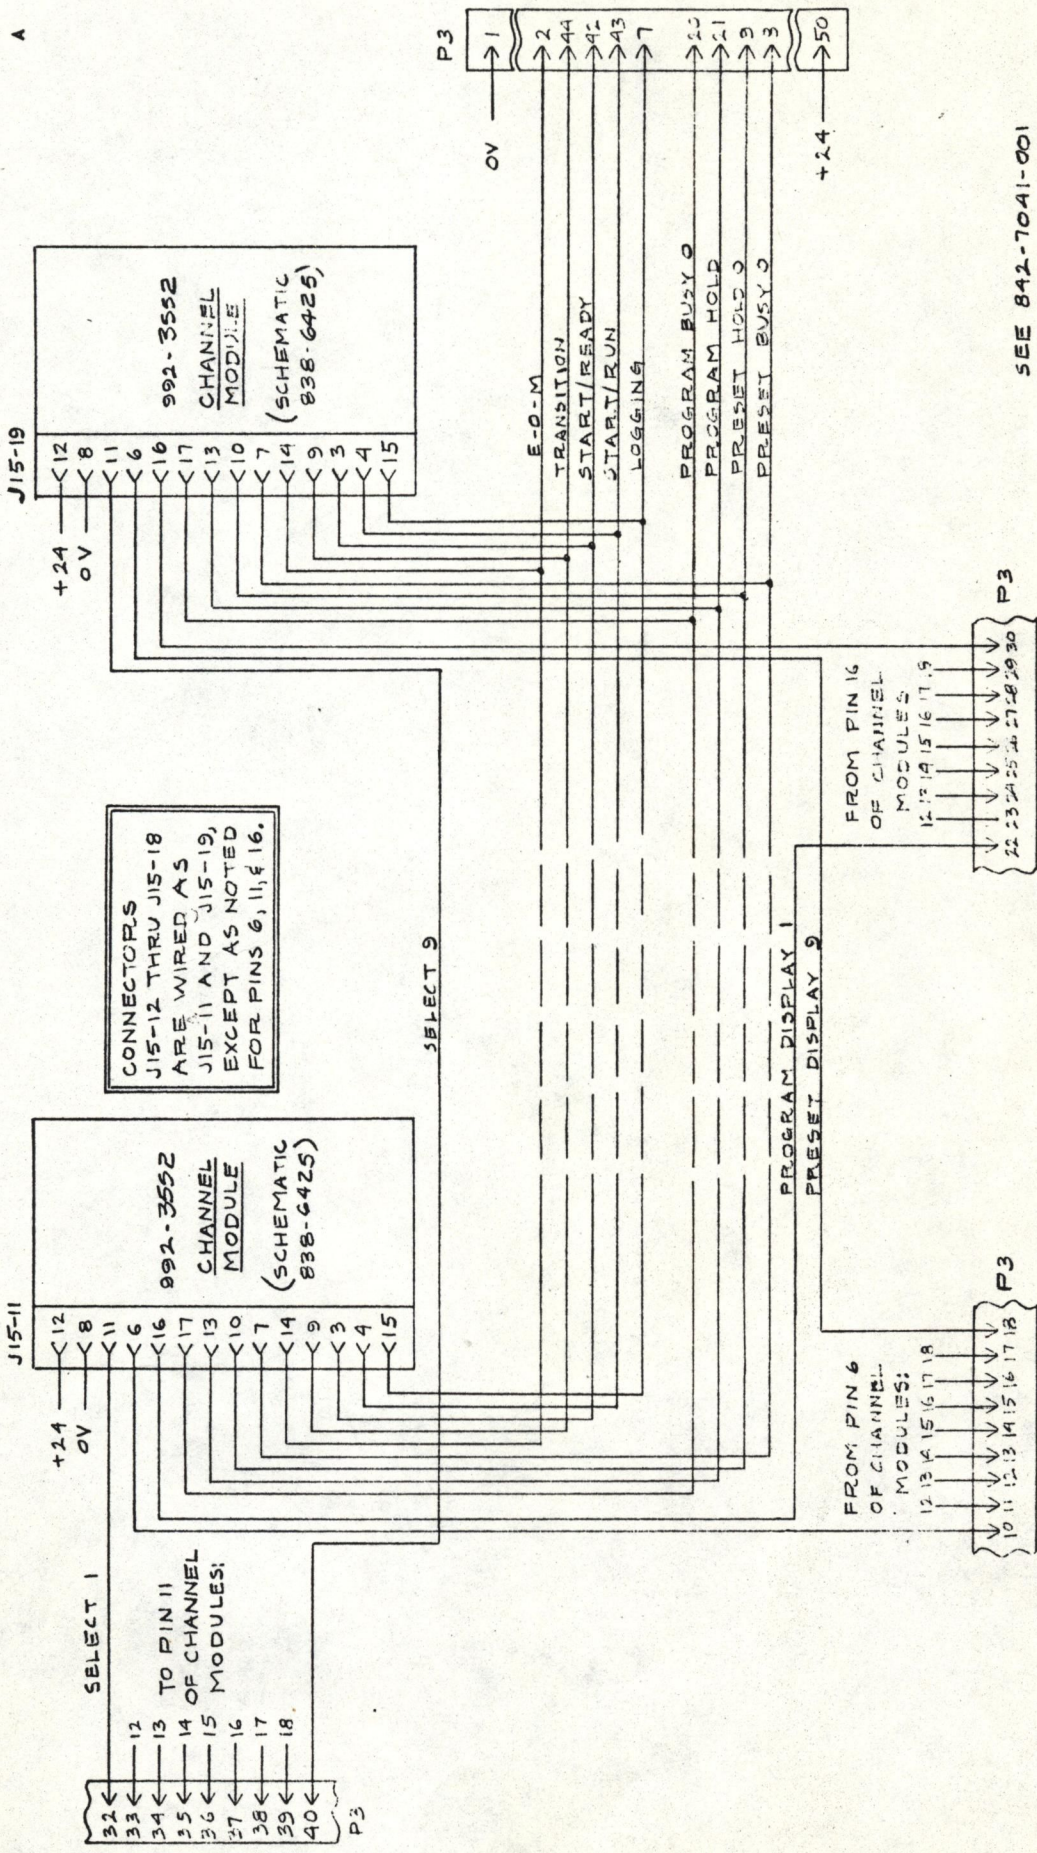 A
J15-11
+24
0V
12
8
11
6
16
17
13
10
7
14
9
3
4
15
992-3552
CHANNEL
MODULE
(SCHEMATIC
838-6425)
CONNECTORS
J15-12 THRU J15-18
ARE WIRED AS
J15-11 AND J15-19,
EXCEPT AS NOTED
FOR PINS 6, 11, & 16.
J15-19
+24
0V
12
8
11
6
16
17
13
10
7
14
9
3
4
15
992-3552
CHANNEL
MODULE
(SCHEMATIC
838-6425)
SELECT 1
32
33 12
34 13
35 14
36 15
37 16
38 17
39 18
40
P3
TO PIN 11
OF CHANNEL
MODULES:
SELECT 9
P3
0V 1
E-O-M 2
TRANSITION 44
START/READY 42
START/RUN 43
LOGGING 7
PROGRAM BUSY 0 20
PROGRAM HOLD 21
PRESET HOLD 0 9
PRESET BUSY 0 3
+24 50
PROGRAM DISPLAY 1
PRESET DISPLAY 9
FROM PIN 6
OF CHANNEL
MODULES:
12 13 14 15 16 17 18
10 11 12 13 14 15 16 17 18
P3
FROM PIN 16
OF CHANNEL
MODULES
12 13 14 15 16 17 18
22 23 24 25 26 27 28 29 30
P3
SEE 842-7041-001